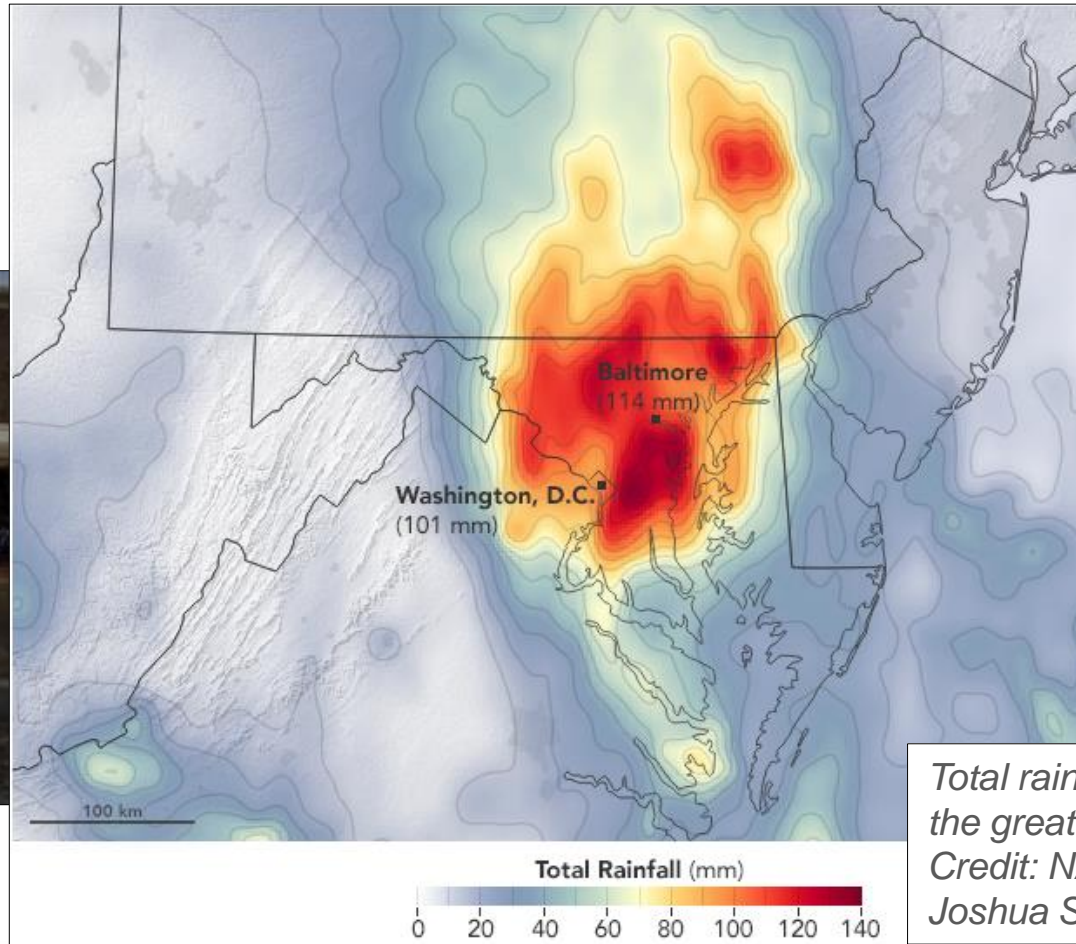 Baltimore
(114 mm)
Washington, D.C.
(101 mm)
100 km
Total Rainfall (mm)
0 20 40 60 80 100 120 140
Total rain
the great
Credit: N
Joshua S